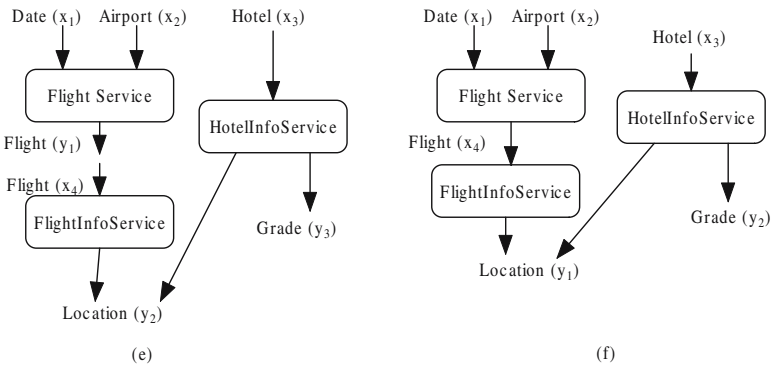 Date (x₁) Airport (x₂) Hotel (x₃)
Flight Service
HotelInfoService
Flight (y₁)
Flight (x₄)
FlightInfoService
Grade (y₃)
Location (y₂)
(e)
Date (x₁) Airport (x₂)
Hotel (x₃)
Flight Service
HotelInfoService
Flight (x₄)
FlightInfoService
Grade (y₂)
Location (y₁)
(f)